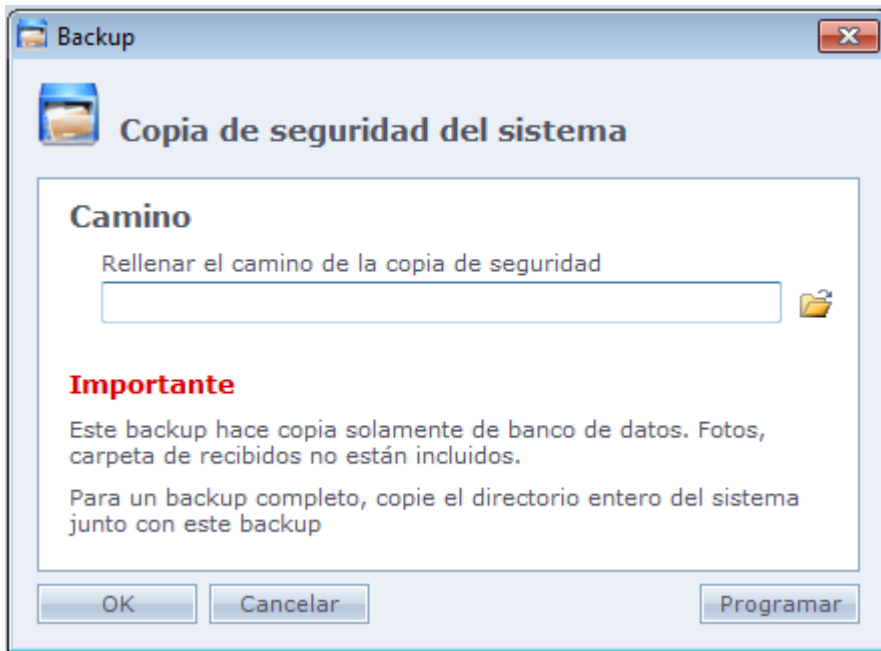 Backup
Copia de seguridad del sistema
Camino
Rellenar el camino de la copia de seguridad
Importante
Este backup hace copia solamente de banco de datos. Fotos,
carpeta de recibidos no están incluidos.
Para un backup completo, copie el directorio entero del sistema
junto con este backup
OK Cancelar Programar